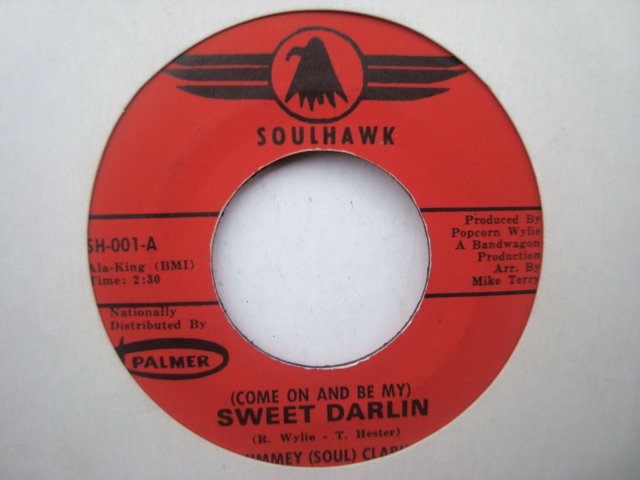 SOULHAWK
SH-001-A
Ala-King (BMI)
Time: 2:30
Nationally
Distributed By
PALMER
Produced By
Popcorn Wylie
A Bandwagon
Production
Arr. By
Mike Terry
(COME ON AND BE MY)
SWEET DARLIN
(R. Wylie - T. Hester)
(SOUL)